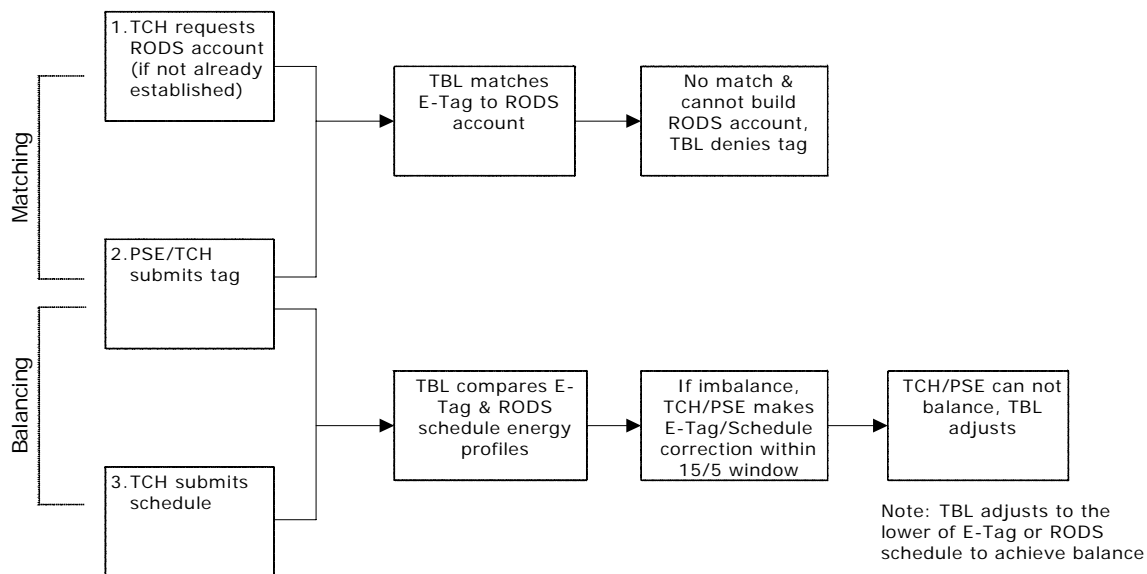 1. TCH requests
RODS account
(if not already
established)
TBL matches
E-Tag to RODS
account
No match &
cannot build
RODS account,
TBL denies tag
Matching
2. PSE/TCH
submits tag
Balancing
TBL compares E-
Tag & RODS
schedule energy
profiles
If imbalance,
TCH/PSE makes
E-Tag/Schedule
correction within
15/5 window
TCH/PSE can not
balance, TBL
adjusts
3. TCH submits
schedule
Note: TBL adjusts to the
lower of E-Tag or RODS
schedule to achieve balance